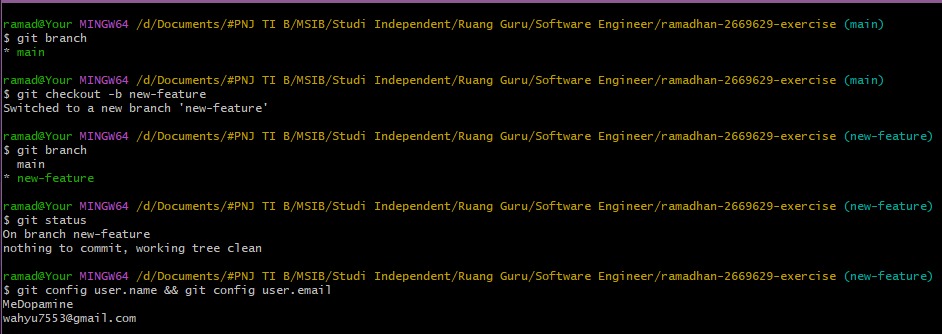 ramad@Your MINGW64 /d/Documents/#PNJ TI B/MSIB/Studi Independent/Ruang Guru/Software Engineer/ramadhan-2669629-exercise (main)
$ git branch
* main
ramad@Your MINGW64 /d/Documents/#PNJ TI B/MSIB/Studi Independent/Ruang Guru/Software Engineer/ramadhan-2669629-exercise (main)
$ git checkout -b new-feature
Switched to a new branch 'new-feature'
ramad@Your MINGW64 /d/Documents/#PNJ TI B/MSIB/Studi Independent/Ruang Guru/Software Engineer/ramadhan-2669629-exercise (new-feature)
$ git branch
  main
* new-feature
ramad@Your MINGW64 /d/Documents/#PNJ TI B/MSIB/Studi Independent/Ruang Guru/Software Engineer/ramadhan-2669629-exercise (new-feature)
$ git status
On branch new-feature
nothing to commit, working tree clean
ramad@Your MINGW64 /d/Documents/#PNJ TI B/MSIB/Studi Independent/Ruang Guru/Software Engineer/ramadhan-2669629-exercise (new-feature)
$ git config user.name && git config user.email
MeDopamine
wahyu7553@gmail.com